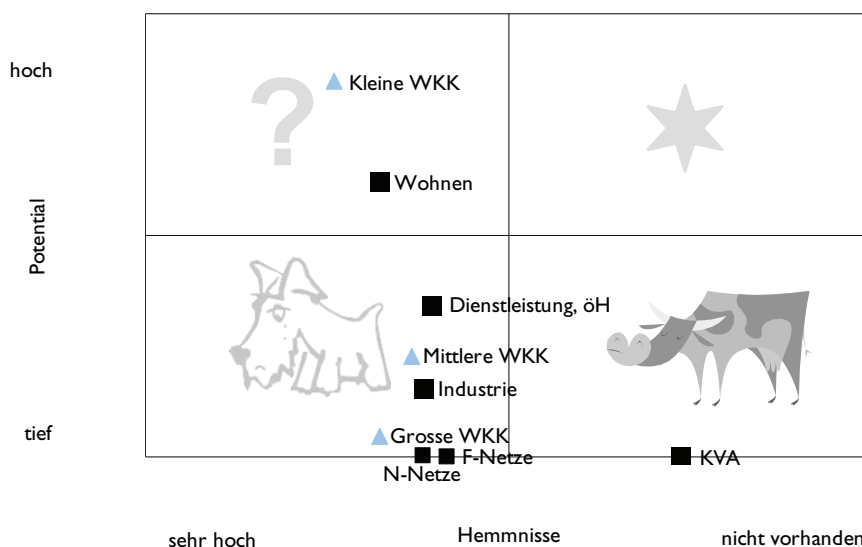 hoch
?
Kleine WKK
Wohnen
Potential
Dienstleistung, öH
Mittlere WKK
Industrie
tief
Grosse WKK
F-Netze
KVA
N-Netze
sehr hoch
Hemmnisse
nicht vorhanden